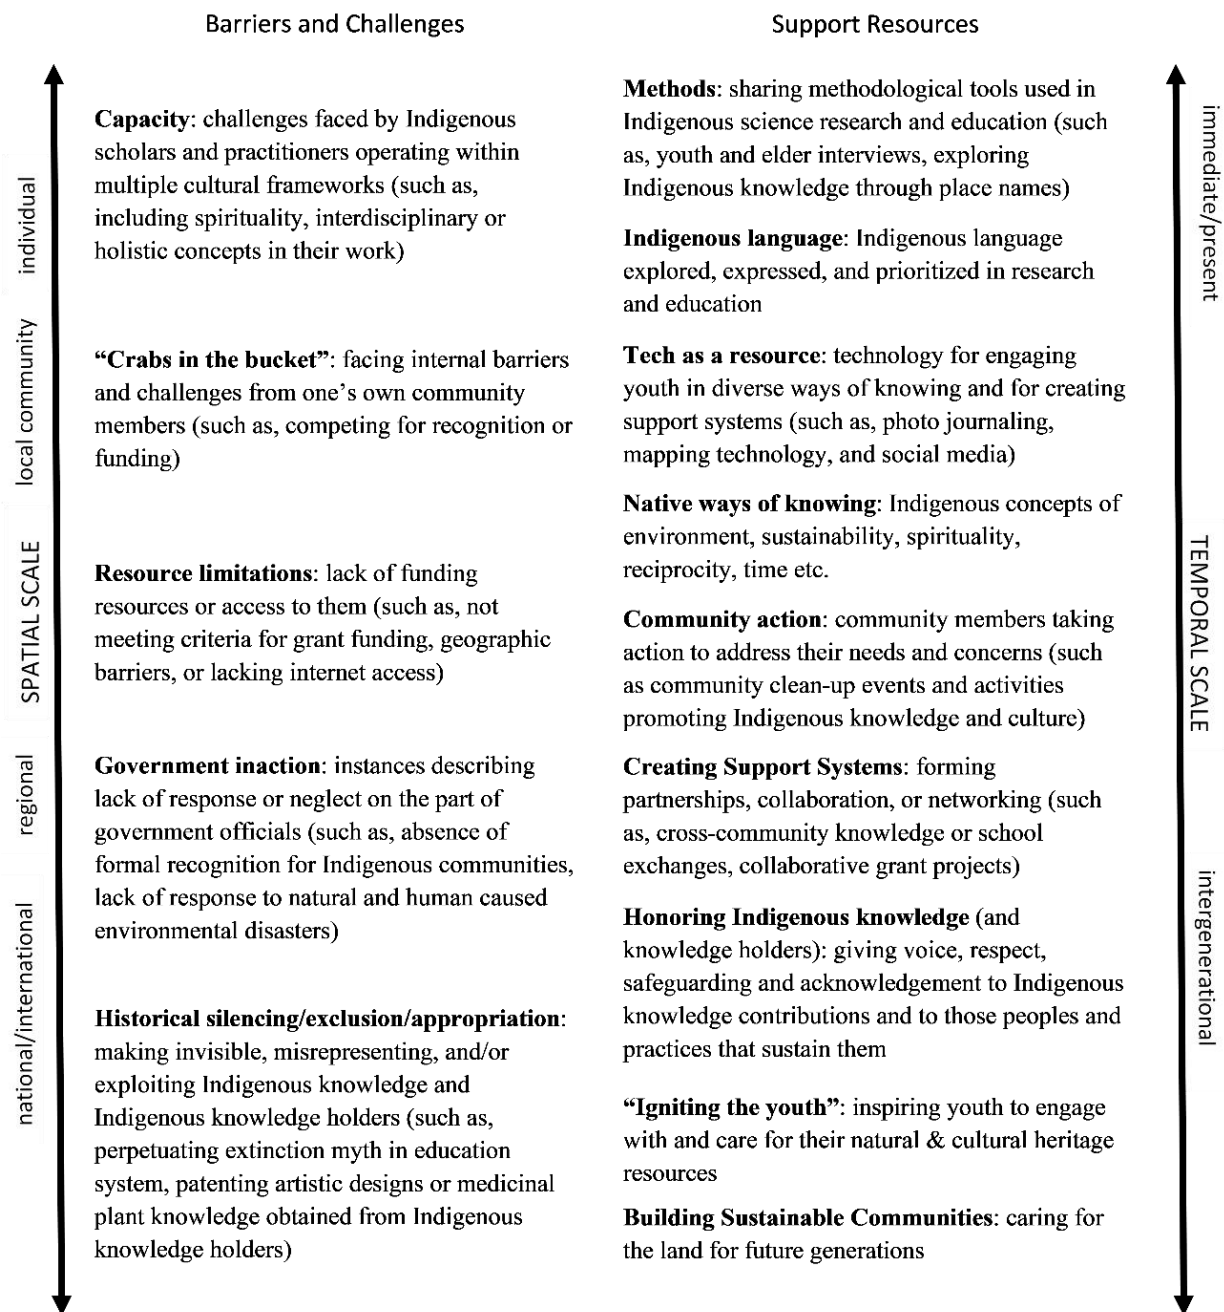 Barriers and Challenges
Support Resources
individual
local community
SPATIAL SCALE
regional
national/international
Capacity: challenges faced by Indigenous
scholars and practitioners operating within
multiple cultural frameworks (such as,
including spirituality, interdisciplinary or
holistic concepts in their work)
“Crabs in the bucket”: facing internal barriers
and challenges from one’s own community
members (such as, competing for recognition or
funding)
Resource limitations: lack of funding
resources or access to them (such as, not
meeting criteria for grant funding, geographic
barriers, or lacking internet access)
Government inaction: instances describing
lack of response or neglect on the part of
government officials (such as, absence of
formal recognition for Indigenous communities,
lack of response to natural and human caused
environmental disasters)
Historical silencing/exclusion/appropriation:
making invisible, misrepresenting, and/or
exploiting Indigenous knowledge and
Indigenous knowledge holders (such as,
perpetuating extinction myth in education
system, patenting artistic designs or medicinal
plant knowledge obtained from Indigenous
knowledge holders)
Methods: sharing methodological tools used in
Indigenous science research and education (such
as, youth and elder interviews, exploring
Indigenous knowledge through place names)
Indigenous language: Indigenous language
explored, expressed, and prioritized in research
and education
Tech as a resource: technology for engaging
youth in diverse ways of knowing and for creating
support systems (such as, photo journaling,
mapping technology, and social media)
Native ways of knowing: Indigenous concepts of
environment, sustainability, spirituality,
reciprocity, time etc.
Community action: community members taking
action to address their needs and concerns (such
as community clean-up events and activities
promoting Indigenous knowledge and culture)
Creating Support Systems: forming
partnerships, collaboration, or networking (such
as, cross-community knowledge or school
exchanges, collaborative grant projects)
Honoring Indigenous knowledge (and
knowledge holders): giving voice, respect,
safeguarding and acknowledgement to Indigenous
knowledge contributions and to those peoples and
practices that sustain them
“Igniting the youth”: inspiring youth to engage
with and care for their natural & cultural heritage
resources
Building Sustainable Communities: caring for
the land for future generations
immediate/present
TEMPORAL SCALE
intergenerational